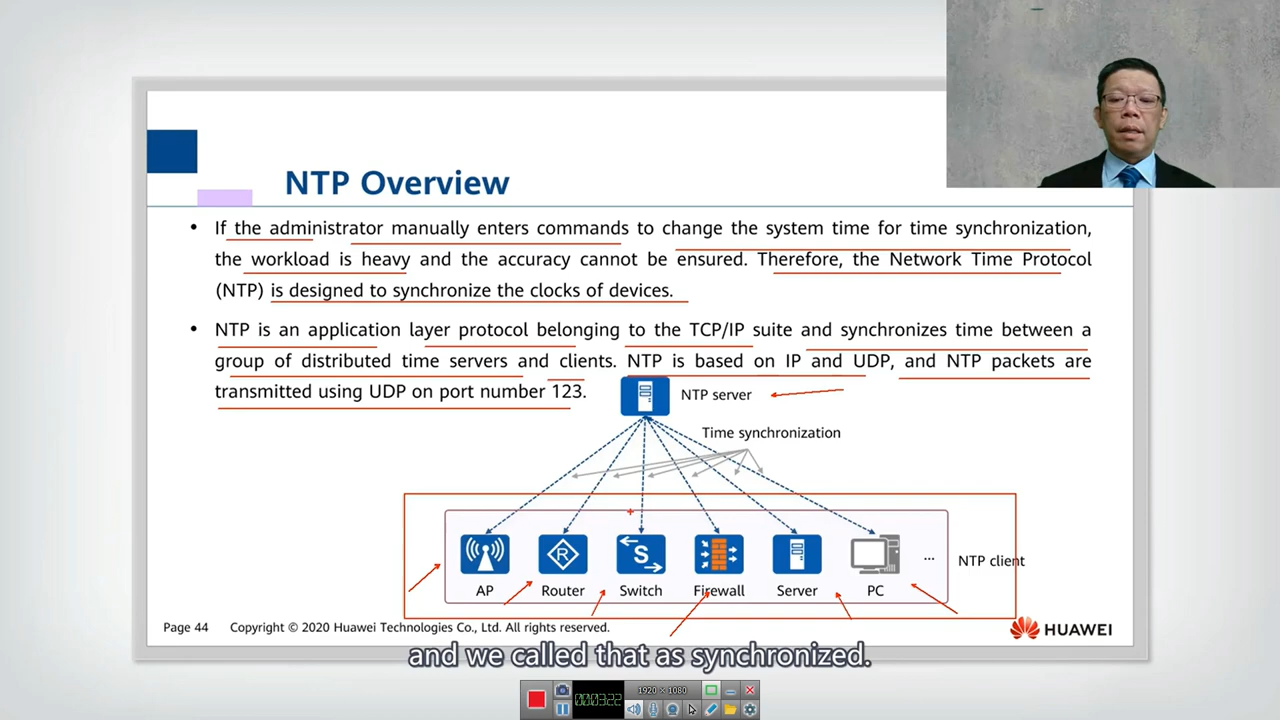 NTP Overview
• If the administrator manually enters commands to change the system time for time synchronization,
the workload is heavy and the accuracy cannot be ensured. Therefore, the Network Time Protocol
(NTP) is designed to synchronize the clocks of devices.
• NTP is an application layer protocol belonging to the TCP/IP suite and synchronizes time between a
group of distributed time servers and clients. NTP is based on IP and UDP, and NTP packets are
transmitted using UDP on port number 123.
NTP server
Time synchronization
R
S
... NTP client
AP Router Switch Firewall Server PC
Page 44 Copyright © 2020 Huawei Technologies Co., Ltd. All rights reserved.
HUAWEI
and we called that as synchronized.
000322
1920 × 1080